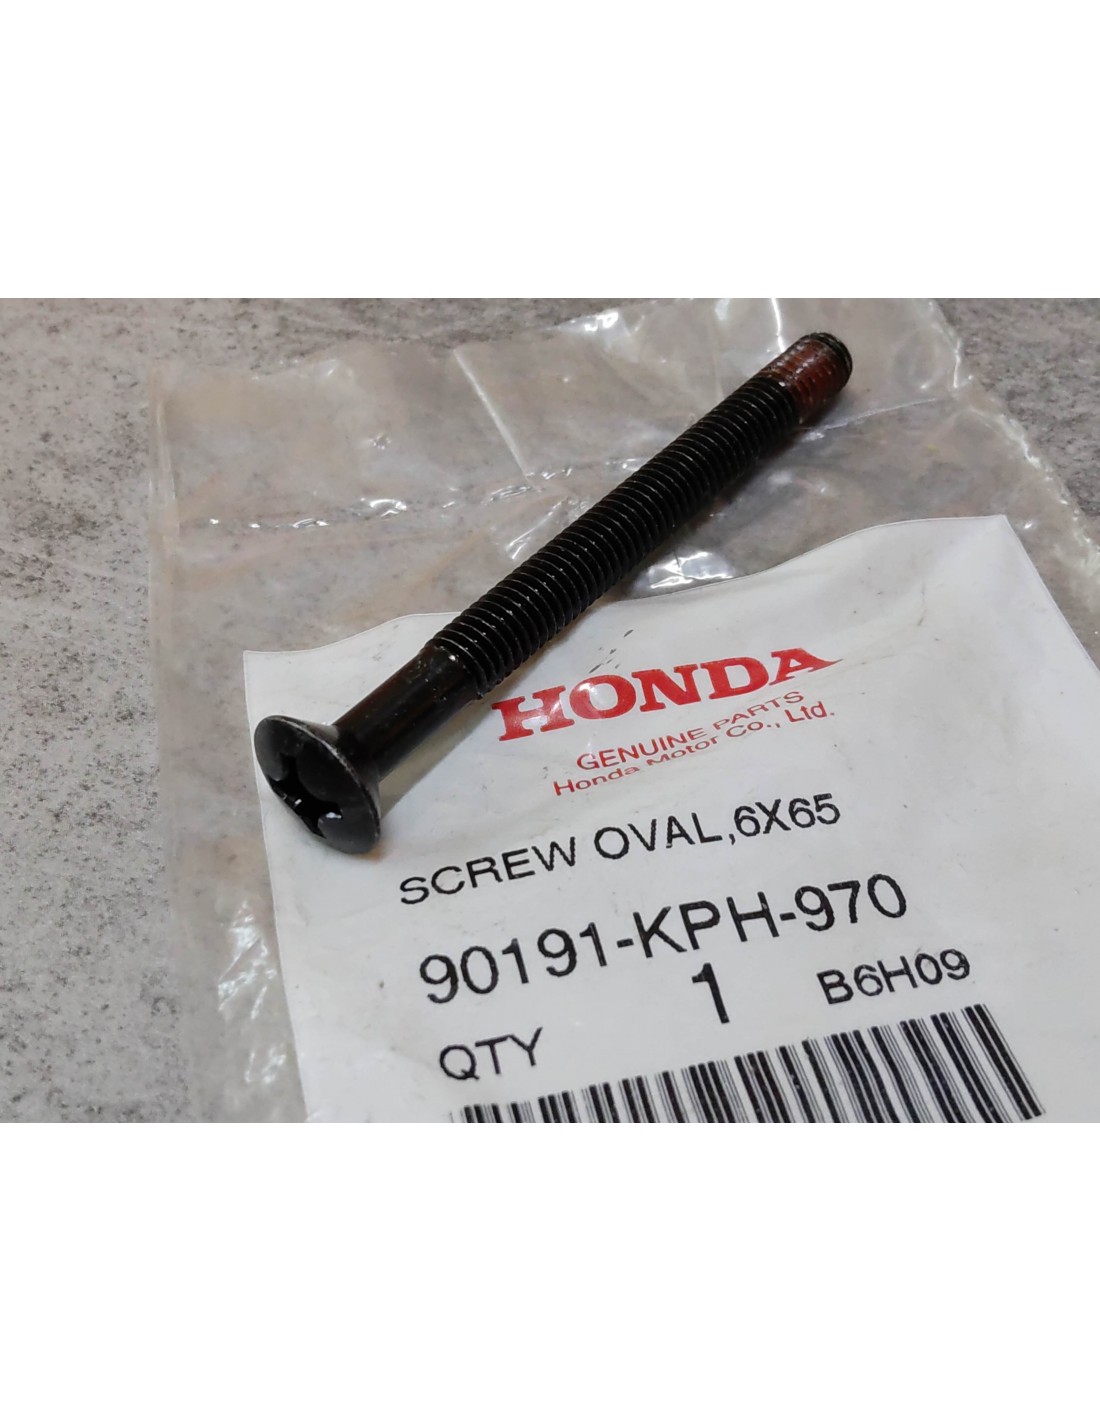 HONDA
GENUINE PARTS
Honda Motor Co., Ltd.
SCREW OVAL,6X65
90191-KPH-970
QTY 1 B6H09